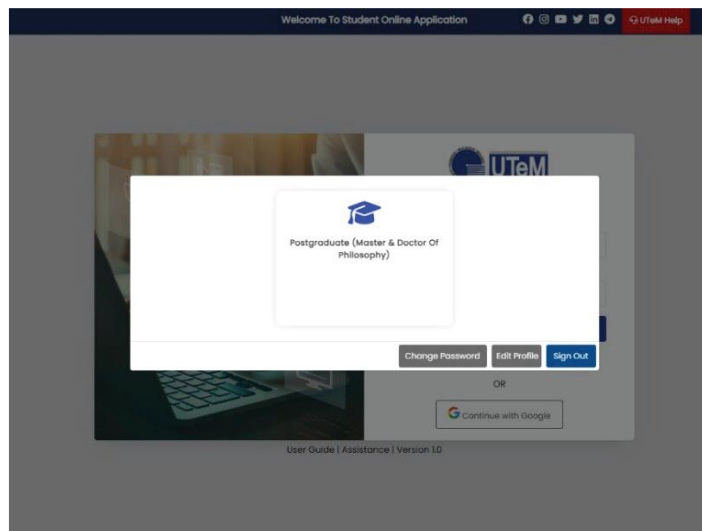 Welcome To Student Online Application
UTeM Help
UTeM
Postgraduate (Master & Doctor Of
Philosophy)
Change Password
Edit Profile
Sign Out
OR
Continue with Google
User Guide | Assistance | Version 1.0